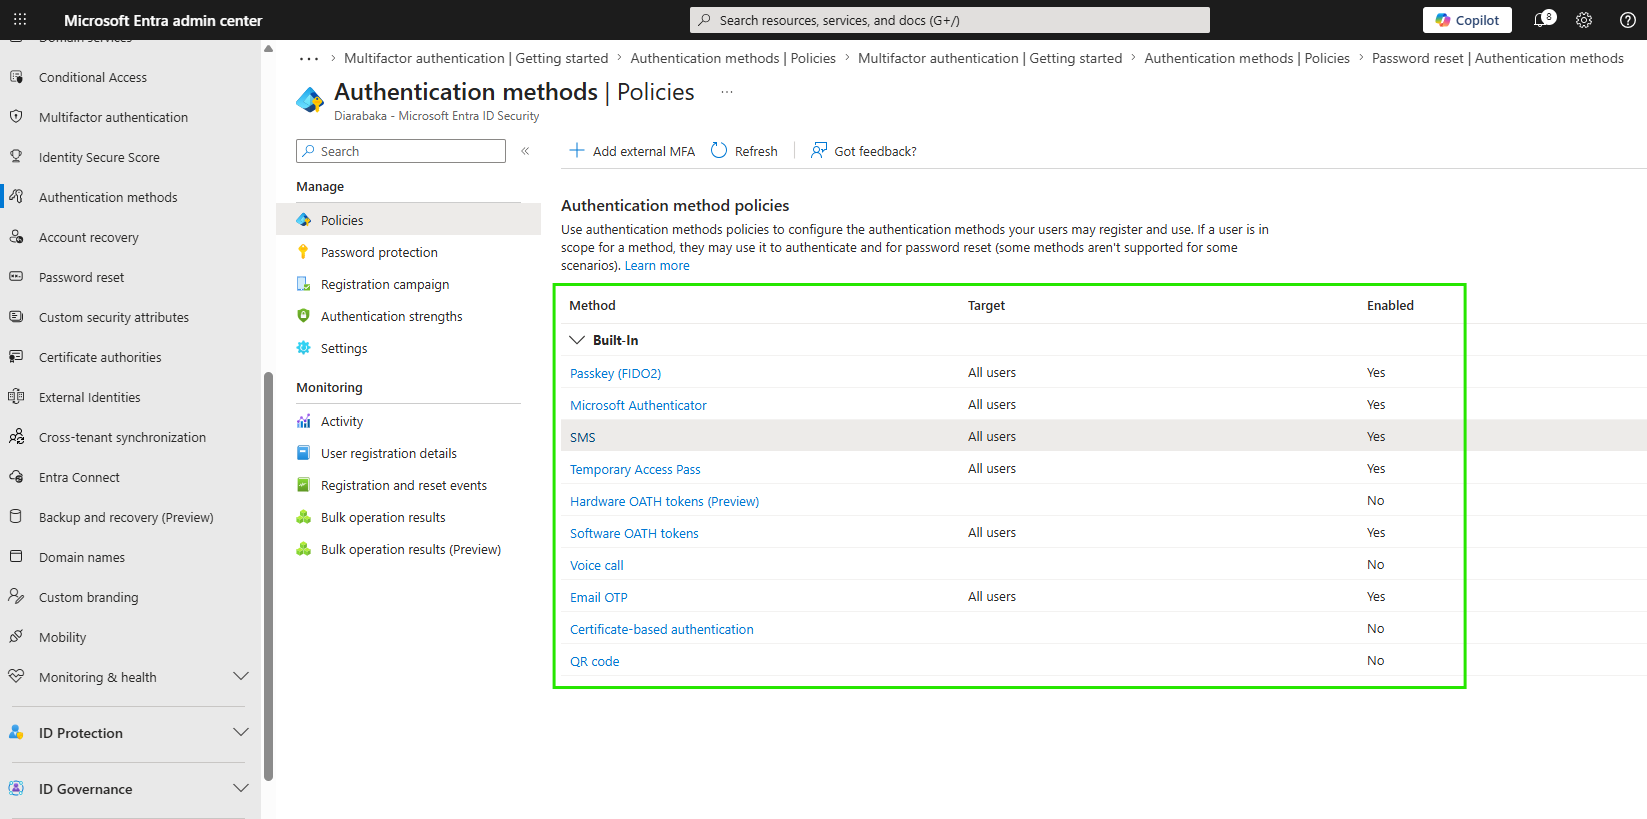 Microsoft Entra admin center
Search resources, services, and docs (G+/)
Copilot
8
Domain services
Conditional Access
Multifactor authentication
Identity Secure Score
Authentication methods
Account recovery
Password reset
Custom security attributes
Certificate authorities
External Identities
Cross-tenant synchronization
Entra Connect
Backup and recovery (Preview)
Domain names
Custom branding
Mobility
Monitoring & health
ID Protection
ID Governance
··· > Multifactor authentication | Getting started > Authentication methods | Policies > Multifactor authentication | Getting started > Authentication methods | Policies > Password reset | Authentication methods
Authentication methods | Policies ···
Diarabaka - Microsoft Entra ID Security
Search
«
Manage
Policies
Password protection
Registration campaign
Authentication strengths
Settings
Monitoring
Activity
User registration details
Registration and reset events
Bulk operation results
Bulk operation results (Preview)
Add external MFA Refresh Got feedback?
Authentication method policies
Use authentication methods policies to configure the authentication methods your users may register and use. If a user is in
scope for a method, they may use it to authenticate and for password reset (some methods aren't supported for some
scenarios). Learn more
Method Target Enabled
Built-In
Passkey (FIDO2) All users Yes
Microsoft Authenticator All users Yes
SMS All users Yes
Temporary Access Pass All users Yes
Hardware OATH tokens (Preview) No
Software OATH tokens All users Yes
Voice call No
Email OTP All users Yes
Certificate-based authentication No
QR code No